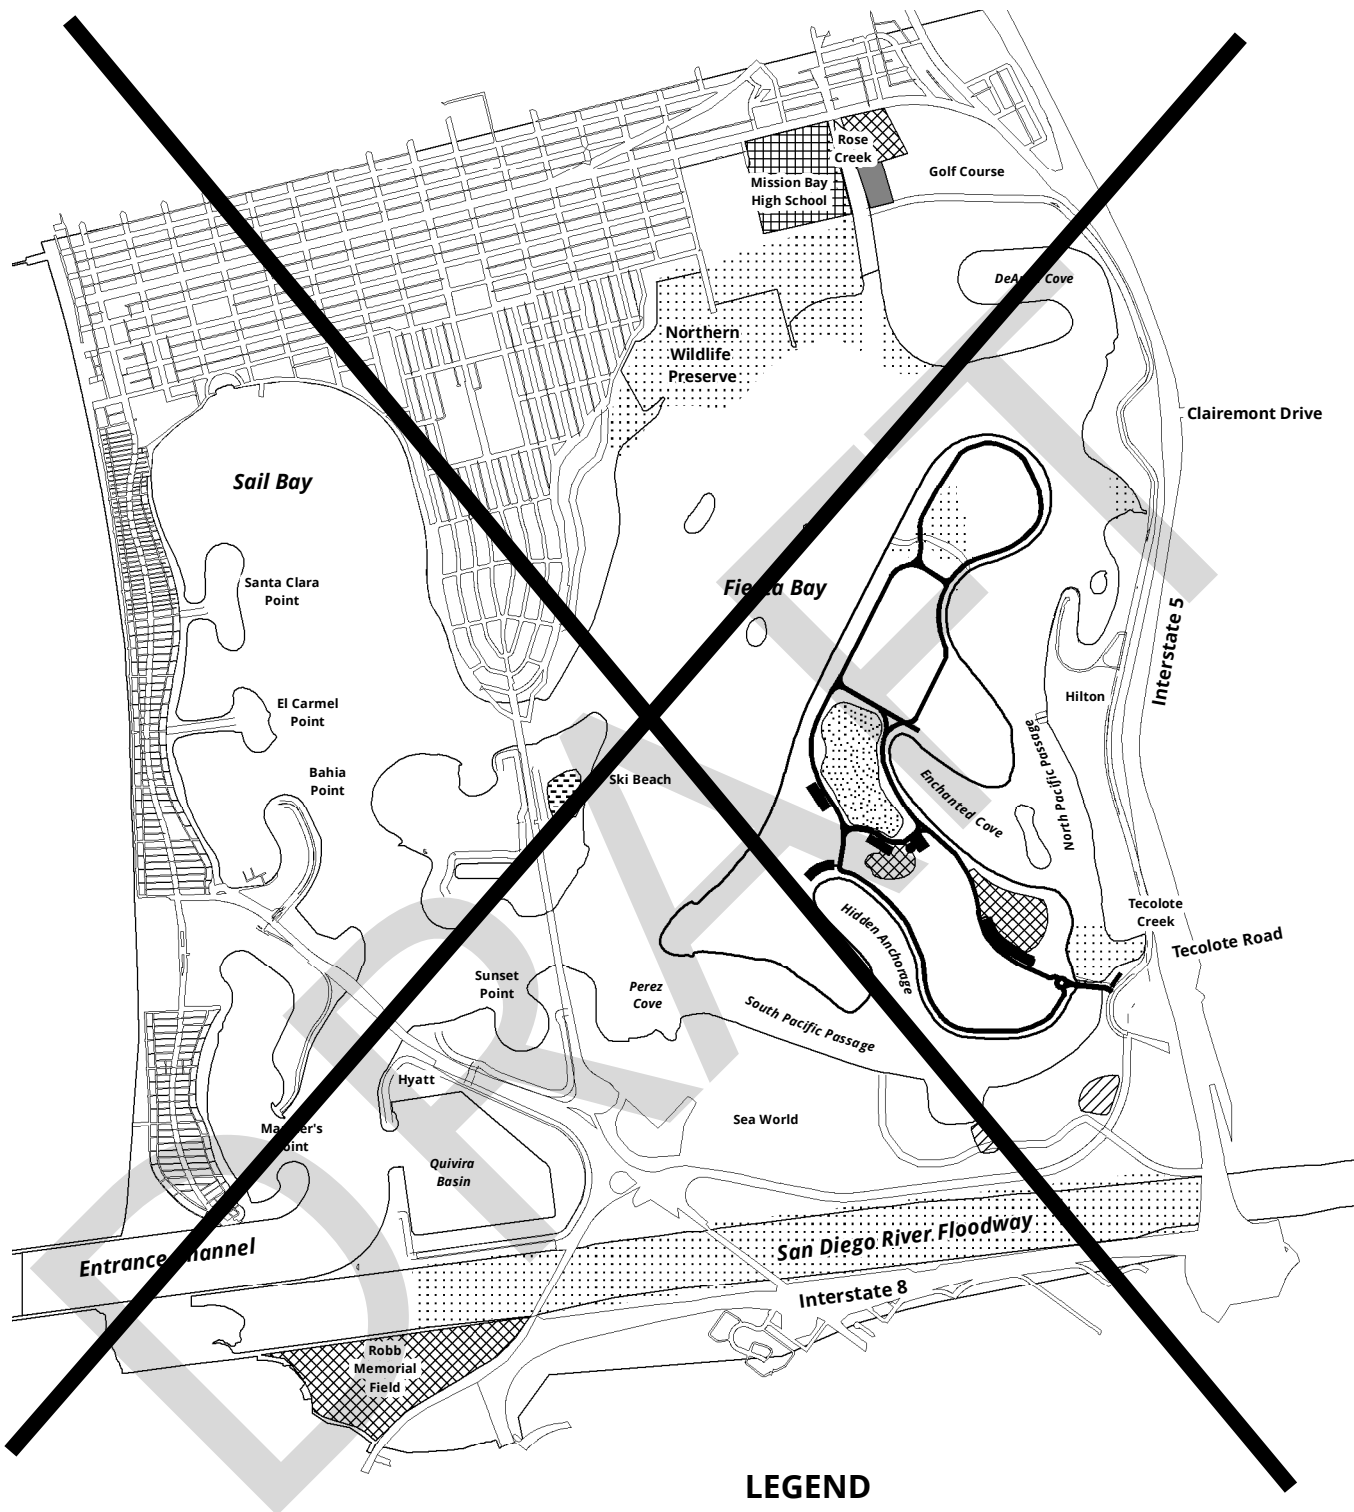 Rose
Creek
Golf Course
Mission Bay
High School
Cove
Northern
Wildlife
Preserve
Clairemont Drive
Sail Bay
Santa Clara
Point
Bay
Interstate 5
Hilton
El Carmel
Point
North Pacific Passage
Bahia
Point
Ski Beach
Enchanted Cove
Tecolote
Creek
Hidden Anchorage
Tecolote Road
Sunset
Point
Perez
Cove
South Pacific Passage
Hyatt
Sea World
Quivira
Basin
San Diego River Floodway
Entrance
Interstate 8
Robb
Memorial
Field
DRAFT
LEGEND